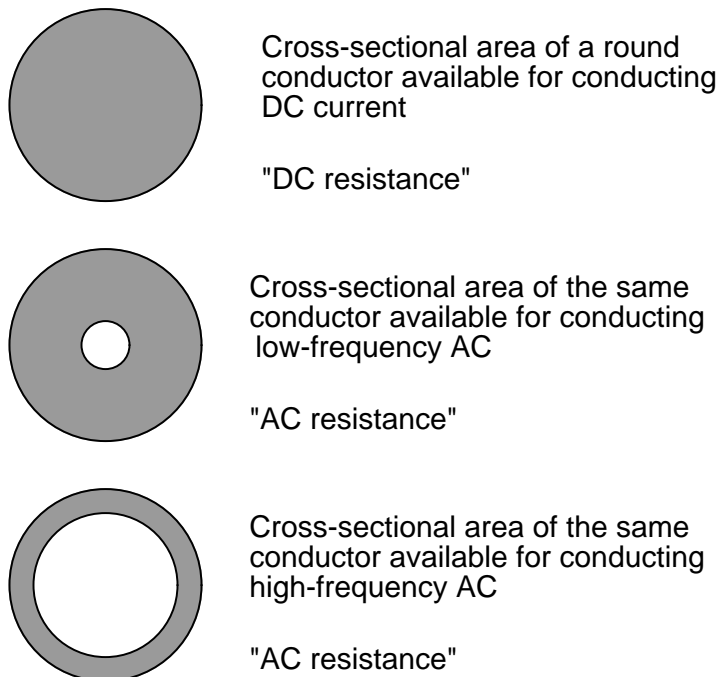 Cross-sectional area of a round
conductor available for conducting
DC current
"DC resistance"
Cross-sectional area of the same
conductor available for conducting
low-frequency AC
"AC resistance"
Cross-sectional area of the same
conductor available for conducting
high-frequency AC
"AC resistance"